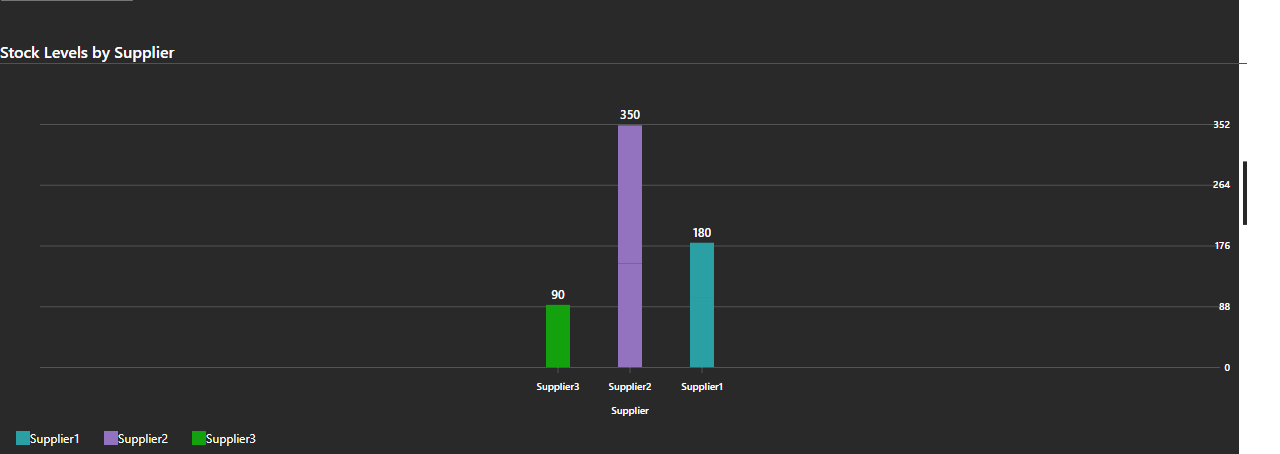 Stock Levels by Supplier
350
352
264
180
176
90
88
0
Supplier3 Supplier2 Supplier1
Supplier
Supplier1 Supplier2 Supplier3